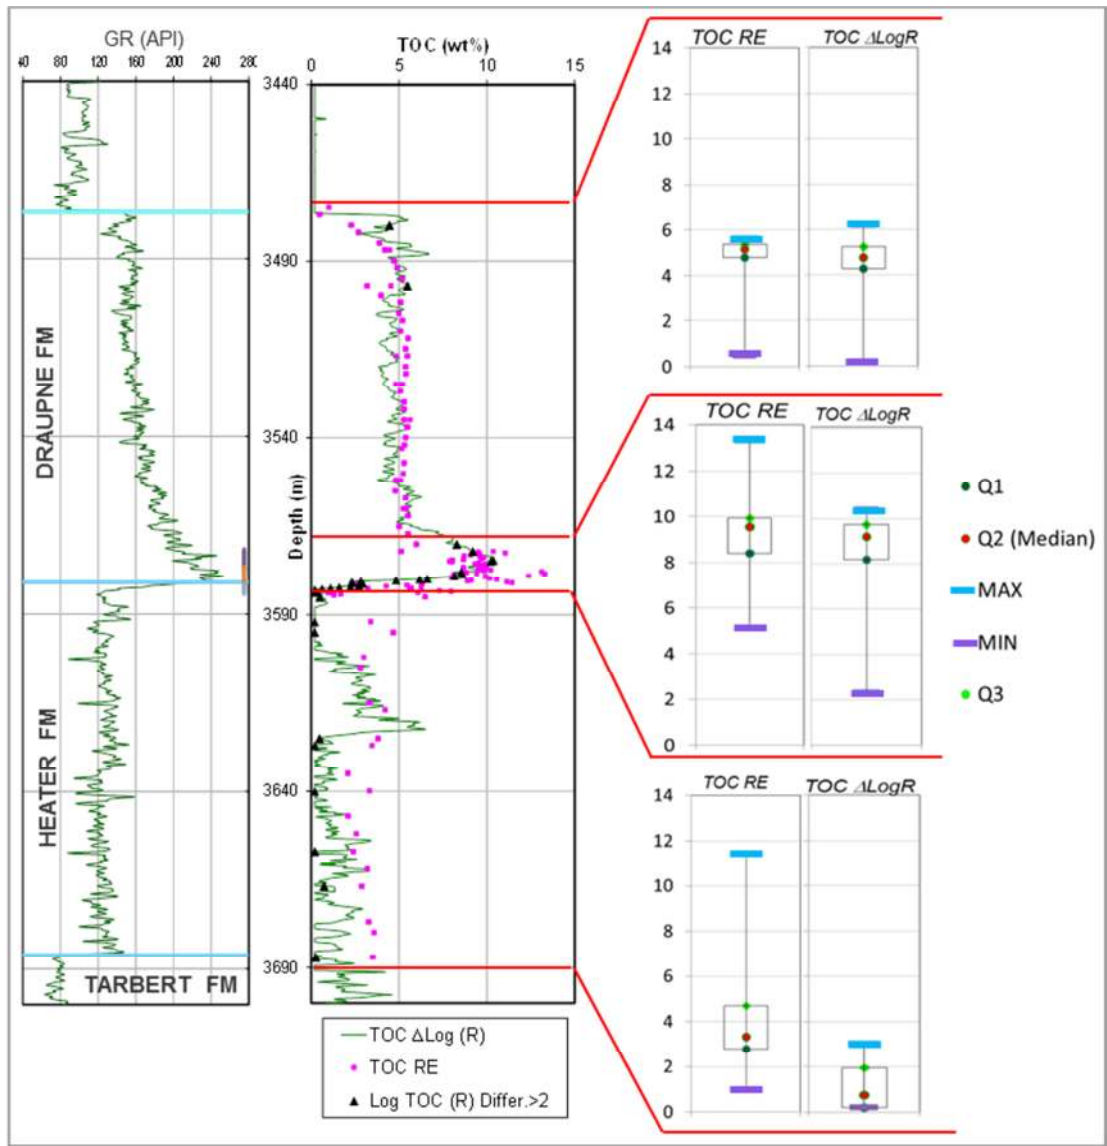 GR (API)
40 80 120 160 200 240 280
DRAUPNE FM
HEATER FM
TARBERT FM
TOC (wt%)
0 5 10 15
Depth (m)
3440
3490
3540
3590
3640
3690
TOC ΔLog (R)
TOC RE
Log TOC (R) Differ.>2
TOC RE
TOC ΔLogR
14
12
10
8
6
4
2
0
TOC RE
TOC ΔLogR
14
12
10
8
6
4
2
0
TOC RE
TOC ΔLogR
14
12
10
8
6
4
2
0
Q1
Q2 (Median)
MAX
MIN
Q3